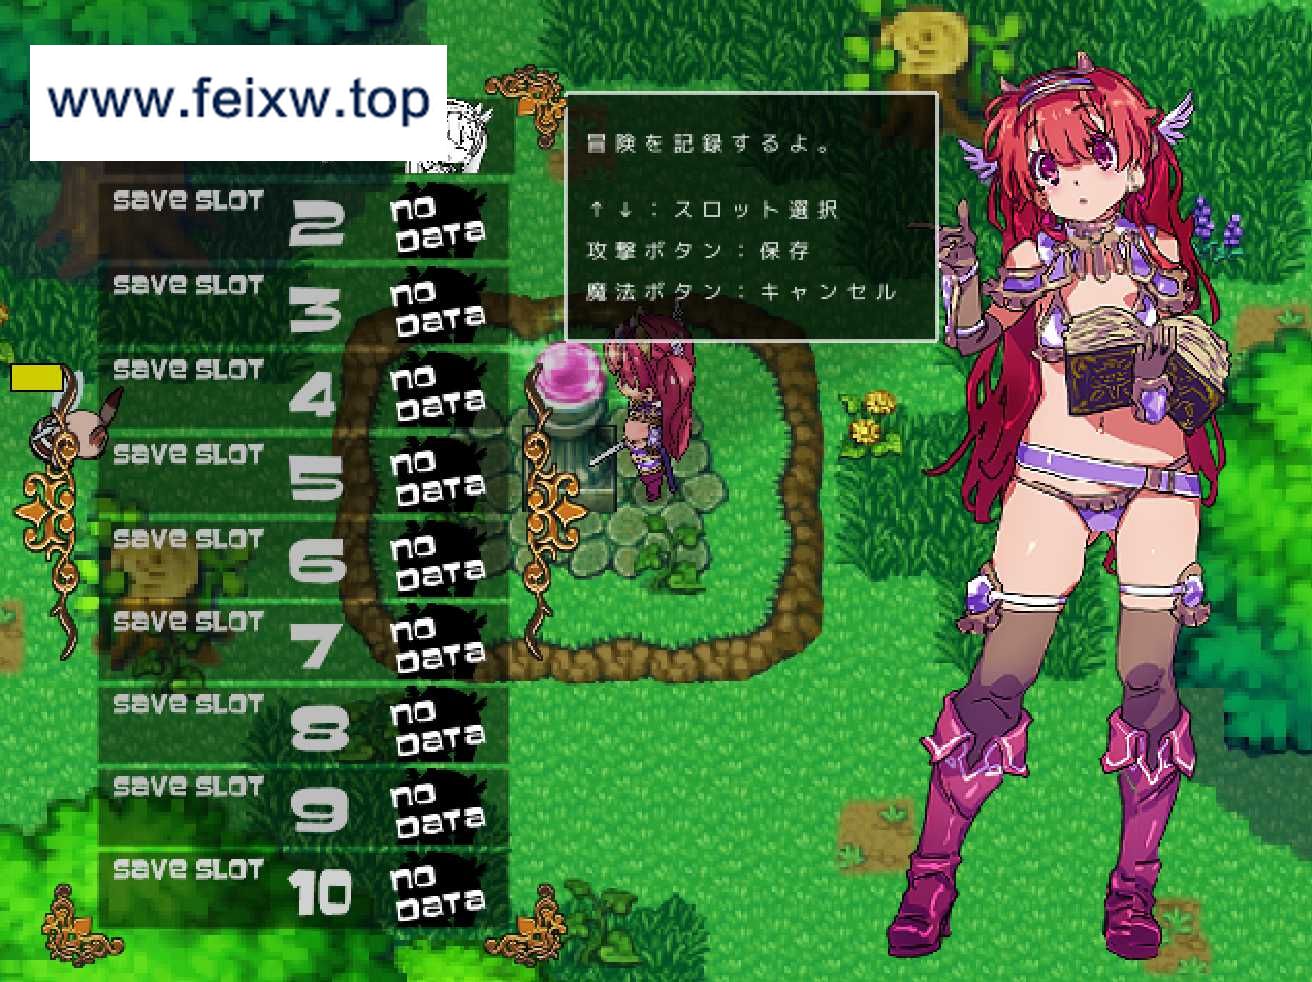 www.feixw.top
冒険を記録するよ。
↑↓：スロット選択
攻撃ボタン：保存
魔法ボタン：キャンセル
SAVE SLOT 2 NO DATA
SAVE SLOT 3 NO DATA
SAVE SLOT 4 NO DATA
SAVE SLOT 5 NO DATA
SAVE SLOT 6 NO DATA
SAVE SLOT 7 NO DATA
SAVE SLOT 8 NO DATA
SAVE SLOT 9 NO DATA
SAVE SLOT 10 NO DATA